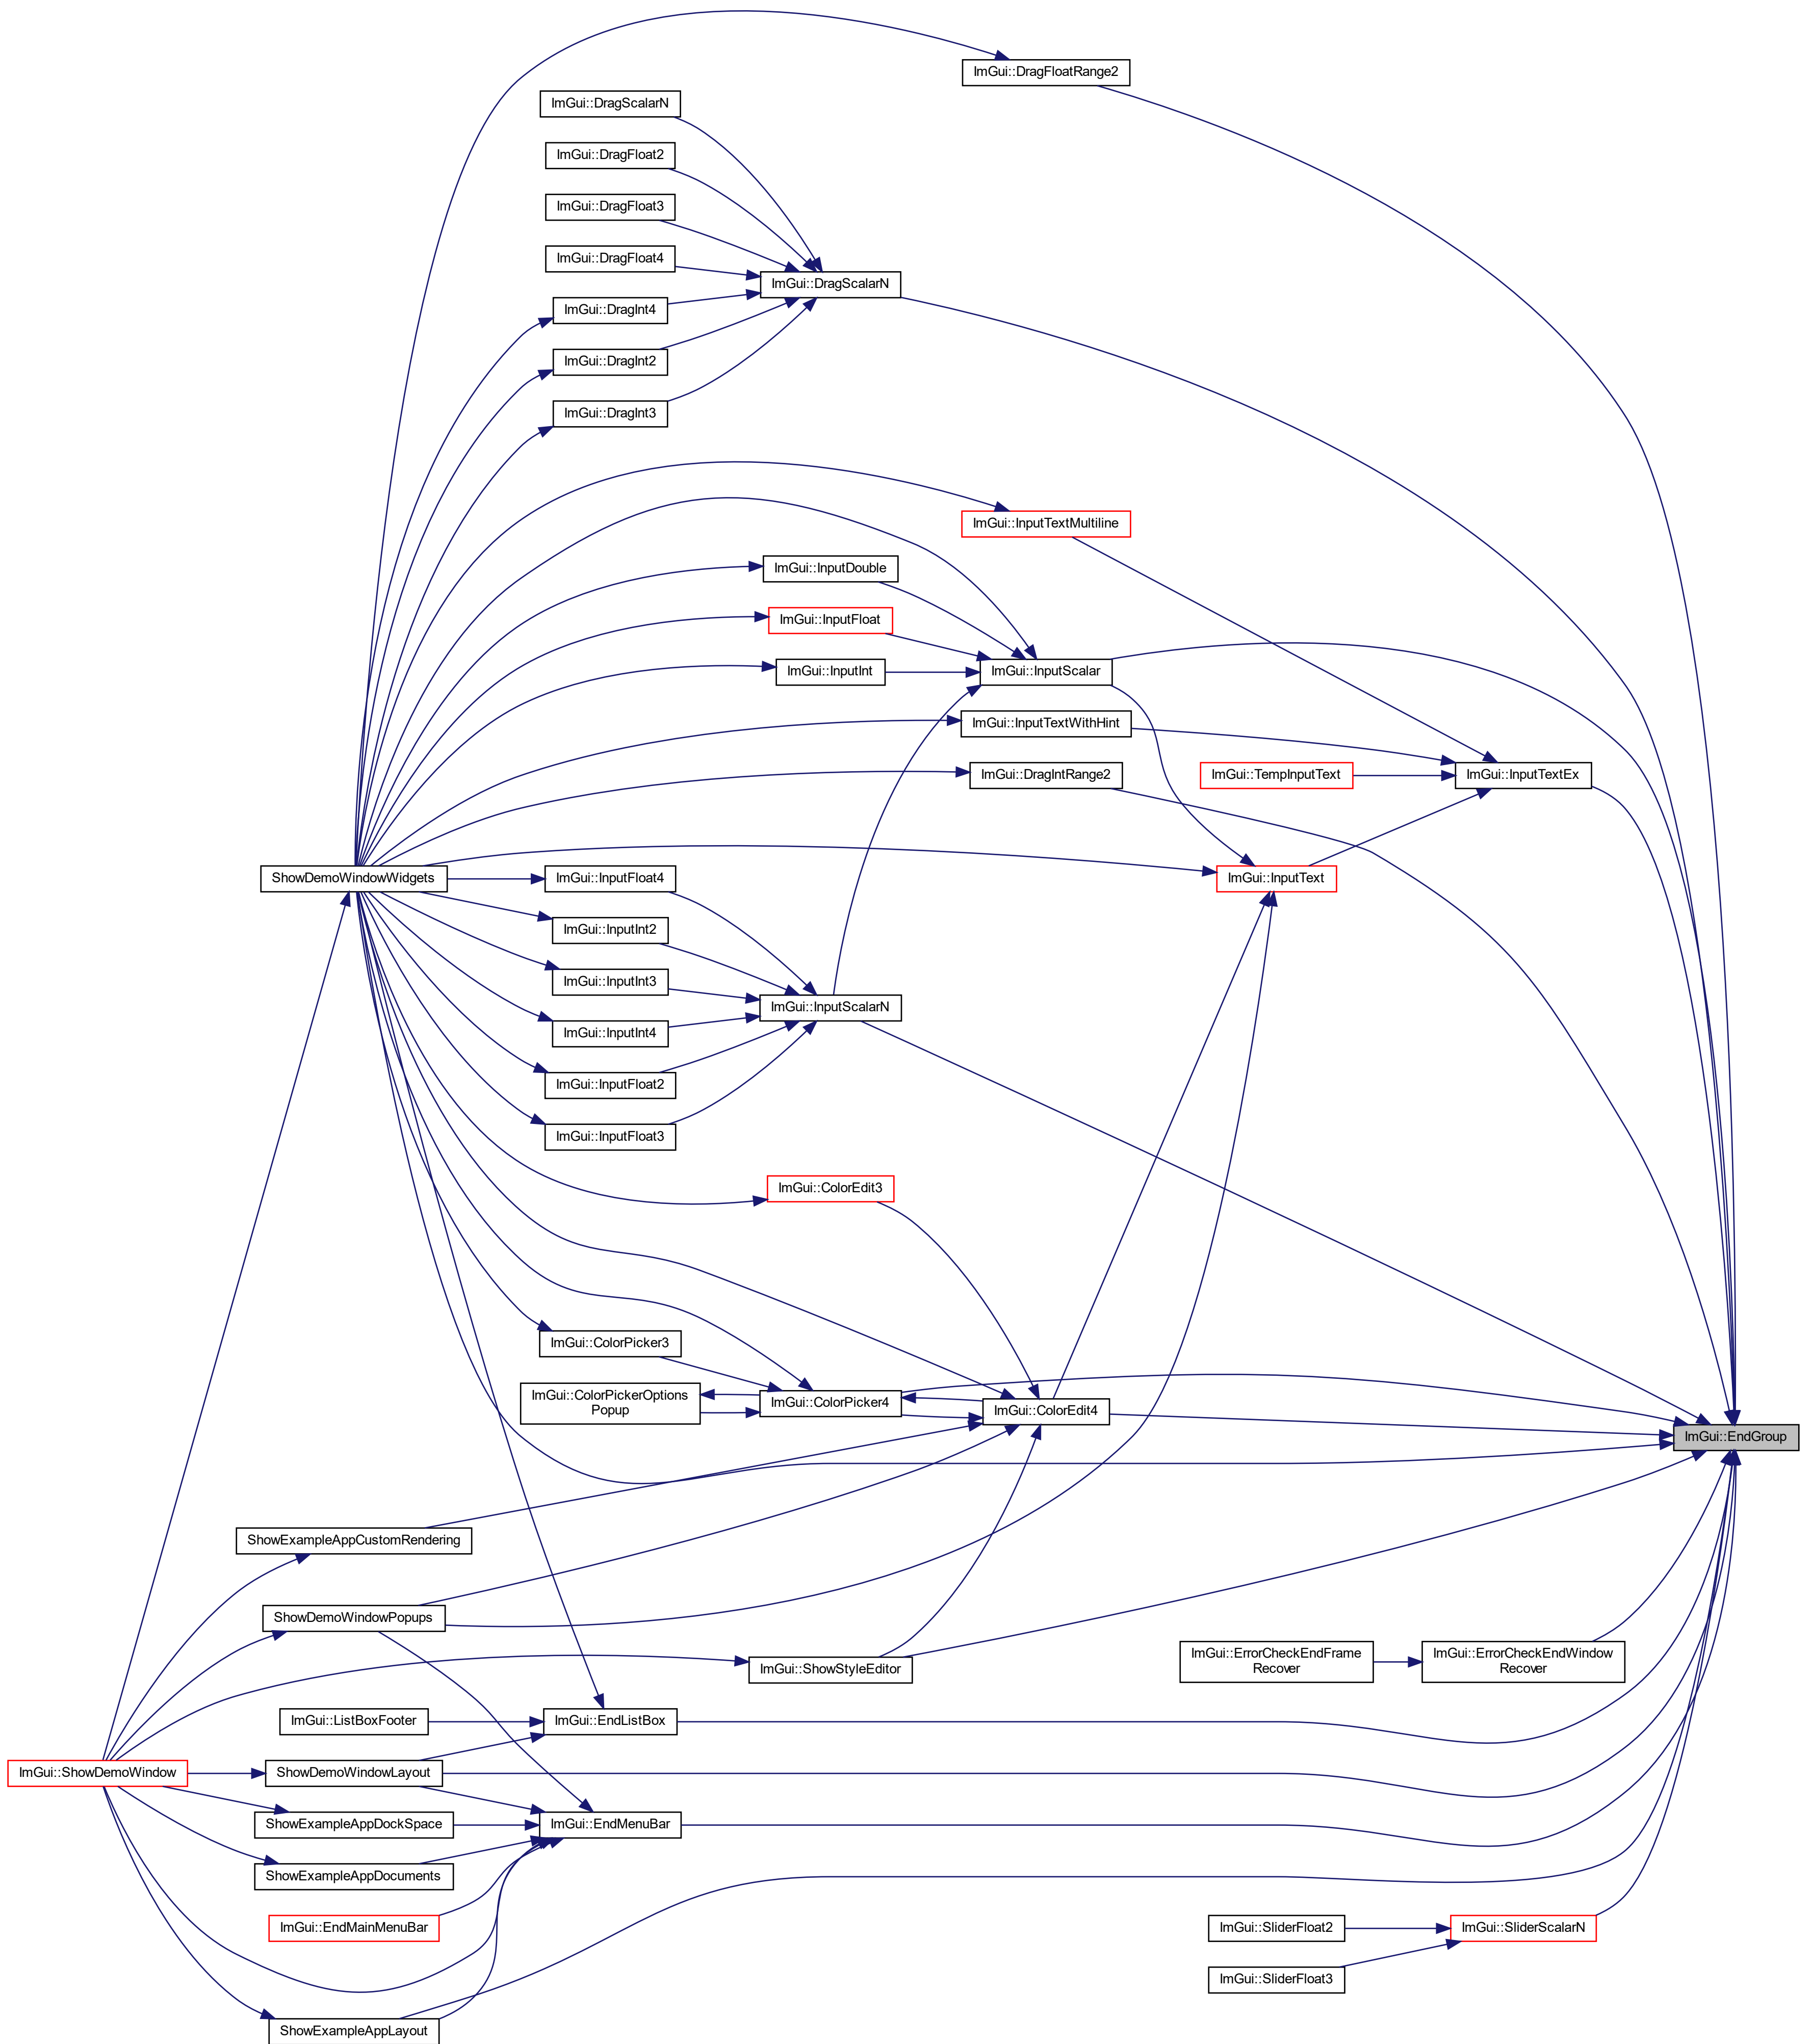 ImGui::DragFloatRange2
ImGui::DragScalarN
ImGui::DragFloat2
ImGui::DragFloat3
ImGui::DragFloat4
ImGui::DragScalarN
ImGui::DragInt4
ImGui::DragInt2
ImGui::DragInt3
ImGui::InputTextMultiline
ImGui::InputDouble
ImGui::InputFloat
ImGui::InputInt
ImGui::InputScalar
ImGui::InputTextWithHint
ImGui::DragIntRange2
ImGui::TempInputText
ImGui::InputTextEx
ShowDemoWindowWidgets
ImGui::InputFloat4
ImGui::InputText
ImGui::InputInt2
ImGui::InputInt3
ImGui::InputScalarN
ImGui::InputInt4
ImGui::InputFloat2
ImGui::InputFloat3
ImGui::ColorEdit3
ImGui::ColorPicker3
ImGui::ColorPickerOptions
Popup
ImGui::ColorPicker4
ImGui::ColorEdit4
ImGui::EndGroup
ShowExampleAppCustomRendering
ShowDemoWindowPopups
ImGui::ShowStyleEditor
ImGui::ErrorCheckEndFrame
Recover
ImGui::ErrorCheckEndWindow
Recover
ImGui::ListBoxFooter
ImGui::EndListBox
ImGui::ShowDemoWindow
ShowDemoWindowLayout
ShowExampleAppDockSpace
ImGui::EndMenuBar
ShowExampleAppDocuments
ImGui::EndMainMenuBar
ImGui::SliderFloat2
ImGui::SliderScalarN
ImGui::SliderFloat3
ShowExampleAppLayout